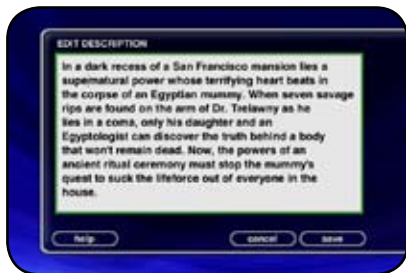 EDIT DESCRIPTION
In a dark recess of a San Francisco mansion lies a
supernatural power whose terrifying heart beats in
the corpse of an Egyptian mummy. When seven savage
rips are found on the arm of Dr. Trelawny as he
lies in a coma, only his daughter and an
Egyptologist can discover the truth behind a body
that won't remain dead. Now, the powers of an
ancient ritual ceremony must stop the mummy's
quest to suck the lifeforce out of everyone in the
house.
help
cancel
save